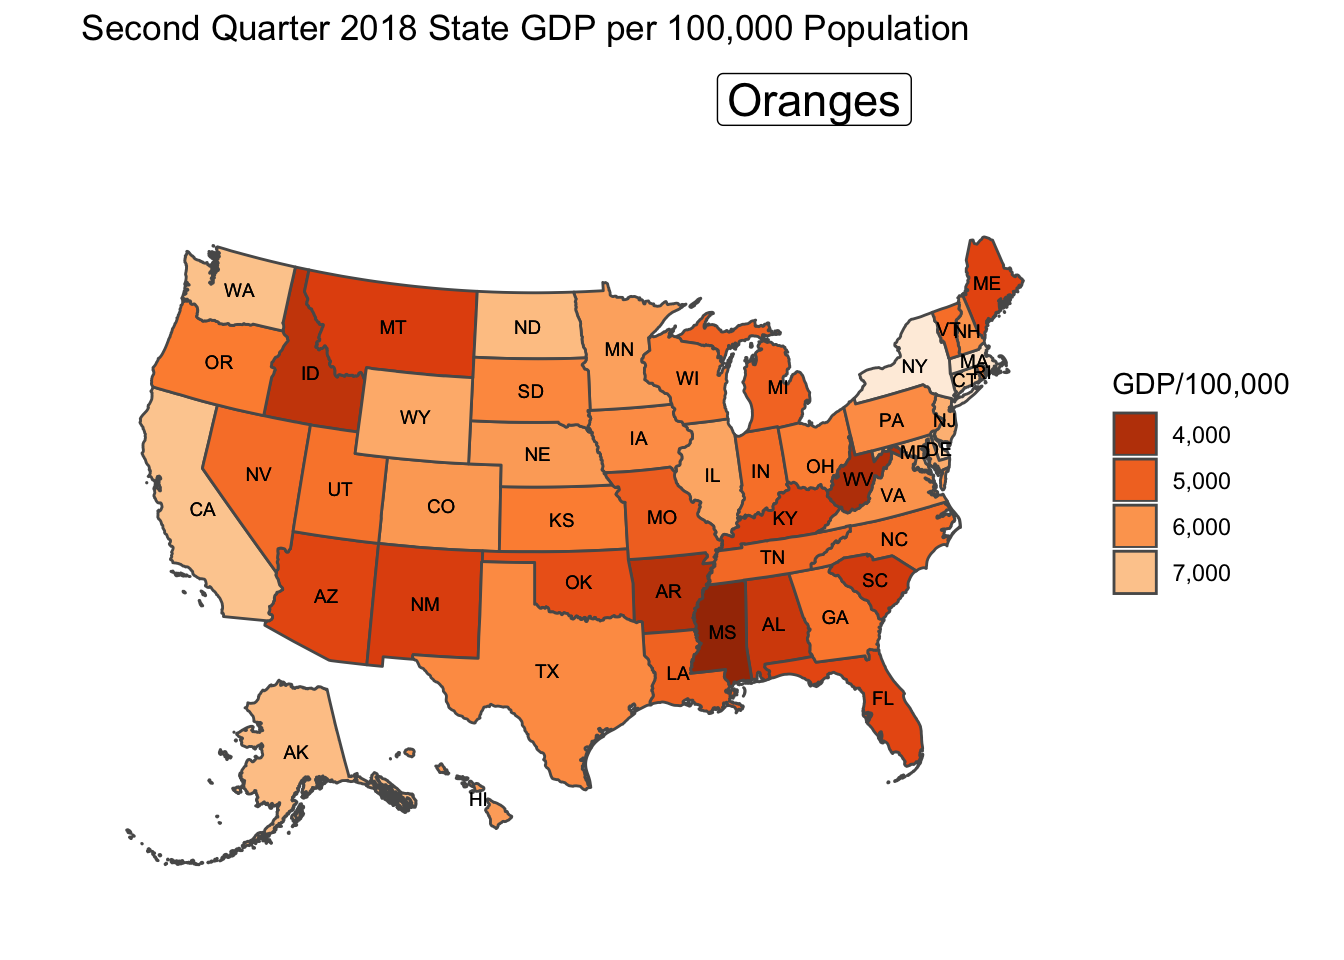 Second Quarter 2018 State GDP per 100,000 Population
Oranges
WA
MT
ND
MN
ME
VT
NH
OR
ID
SD
WI
MI
NY
MA
RI
CT
WY
NE
IA
PA
NJ
NV
UT
CO
KS
IL
IN
OH
MD
DE
WV
VA
CA
MO
KY
NC
TN
AZ
NM
OK
AR
SC
MS
AL
GA
TX
LA
FL
AK
HI
GDP/100,000
4,000
5,000
6,000
7,000